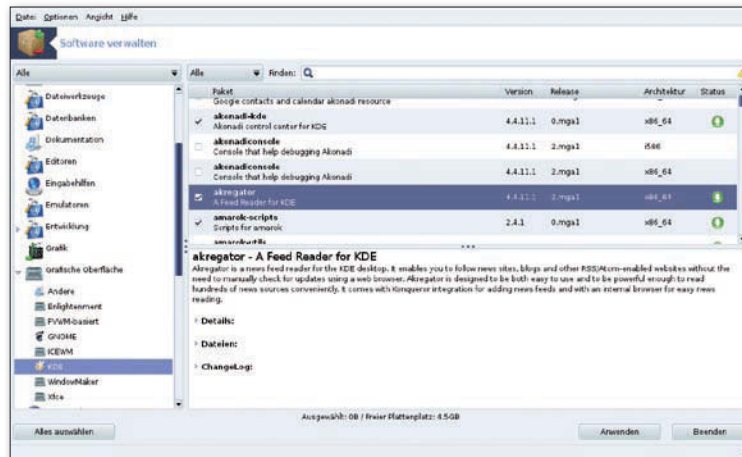 Datei Optionen Ansicht Hilfe
Software verwalten
Alle
Alle Finden:
Dateiwerkzeuge
Datenbanken
Dokumentation
Editoren
Eingabehilfen
Emulatoren
Entwicklung
Grafik
Grafische Oberfläche
Andere
Enlightenment
FVWM-basiert
GNOME
ICEWM
KDE
WindowMaker
Xfce
Paket Version Release Architektur Status
Google contacts and calendar akonadi resource
akonadi-kde 4.4.11.1 0.mga1 x86_64
Akonadi control center for KDE
akonadiconsole 4.4.11.1 2.mga1 i586
Console that help debugging Akonadi
akonadiconsole 4.4.11.1 2.mga1 x86_64
Console that help debugging Akonadi
akregator 4.4.11.1 2.mga1 x86_64
A Feed Reader for KDE
amarok-scripts 2.4.1 0.mga1 x86_64
Scripts for amarok
amarok-utils
akregator - A Feed Reader for KDE
Akregator is a news feed reader for the KDE desktop. It enables you to follow news sites, blogs and other RSS/Atom-enabled websites without the
need to manually check for updates using a web browser. Akregator is designed to be both easy to use and to be powerful enough to read
hundreds of news sources conveniently. It comes with Konqueror integration for adding news feeds and with an internal browser for easy news
reading.
Details:
Dateien:
ChangeLog:
Ausgewählt: 0B / Freier Plattenplatz: 4.5GB
Alles auswählen Anwenden Beenden